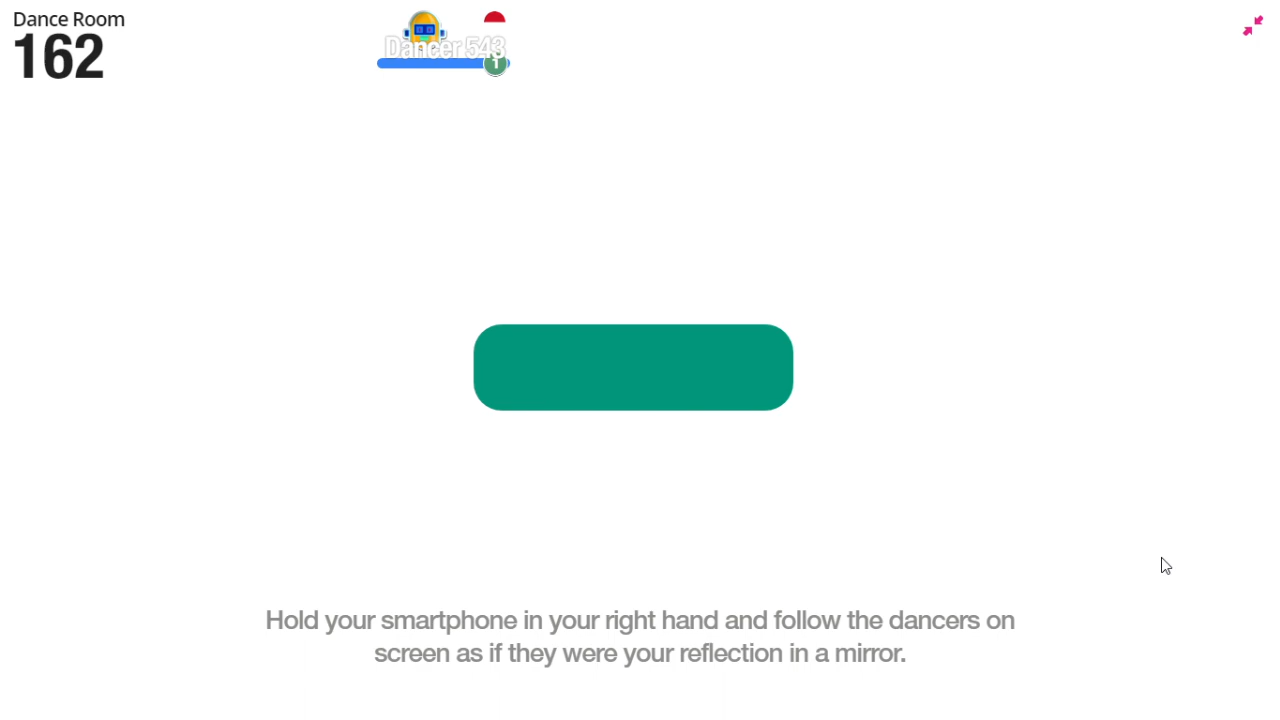 Dance Room
162
Dancer 543
1
Hold your smartphone in your right hand and follow the dancers on
screen as if they were your reflection in a mirror.